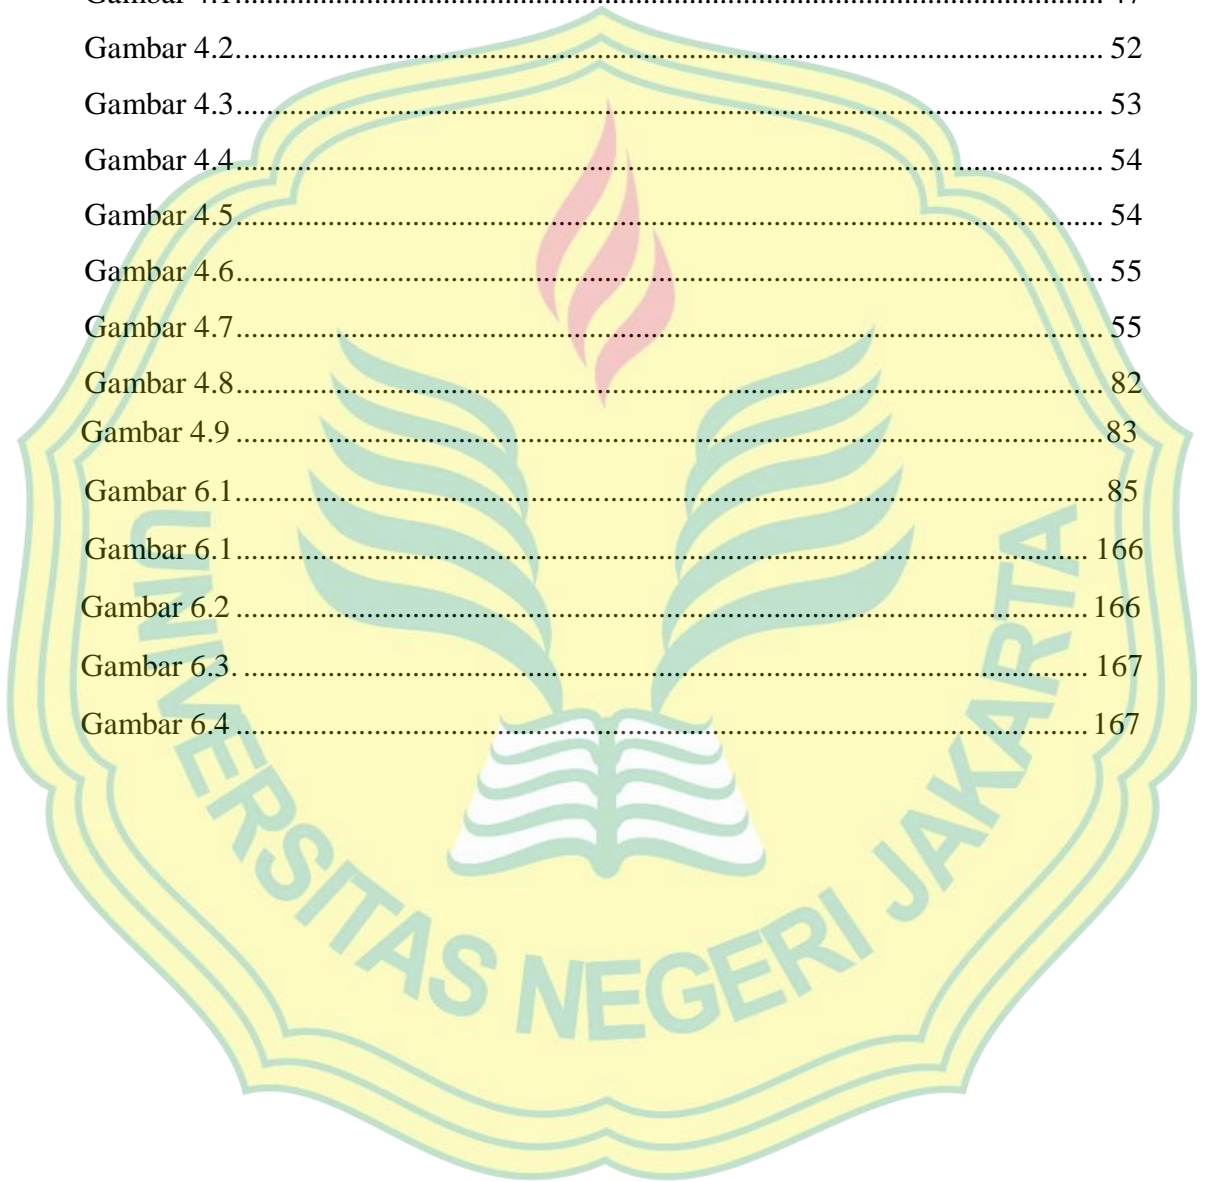 Gambar 4.2. 52
Gambar 4.3 53
Gambar 4.4 54
Gambar 4.5 54
Gambar 4.6 55
Gambar 4.7 55
Gambar 4.8 82
Gambar 4.9 83
Gambar 6.1 85
Gambar 6.1 166
Gambar 6.2 166
Gambar 6.3. 167
Gambar 6.4 167
UNIVERSITAS NEGERI JAKARTA